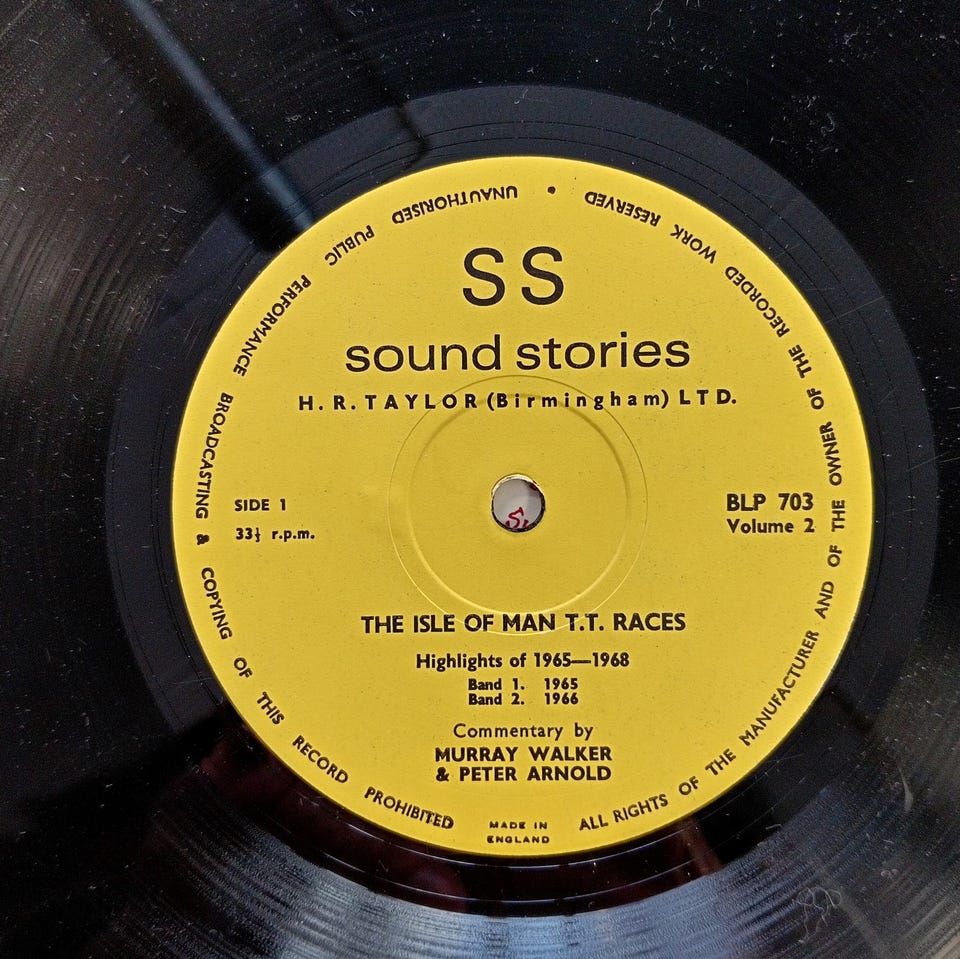 SS
sound stories
H. R. TAYLOR (Birmingham) LTD.
SIDE 1
33⅓ r.p.m.
BLP 703
Volume 2
THE ISLE OF MAN T.T. RACES
Highlights of 1965—1968
Band 1. 1965
Band 2. 1966
Commentary by
MURRAY WALKER
& PETER ARNOLD
MADE IN
ENGLAND
ALL RIGHTS OF THE MANUFACTURER AND OF THE OWNER OF THE RECORDED WORK RESERVED • UNAUTHORISED PUBLIC PERFORMANCE BROADCASTING & COPYING OF THIS RECORD PROHIBITED